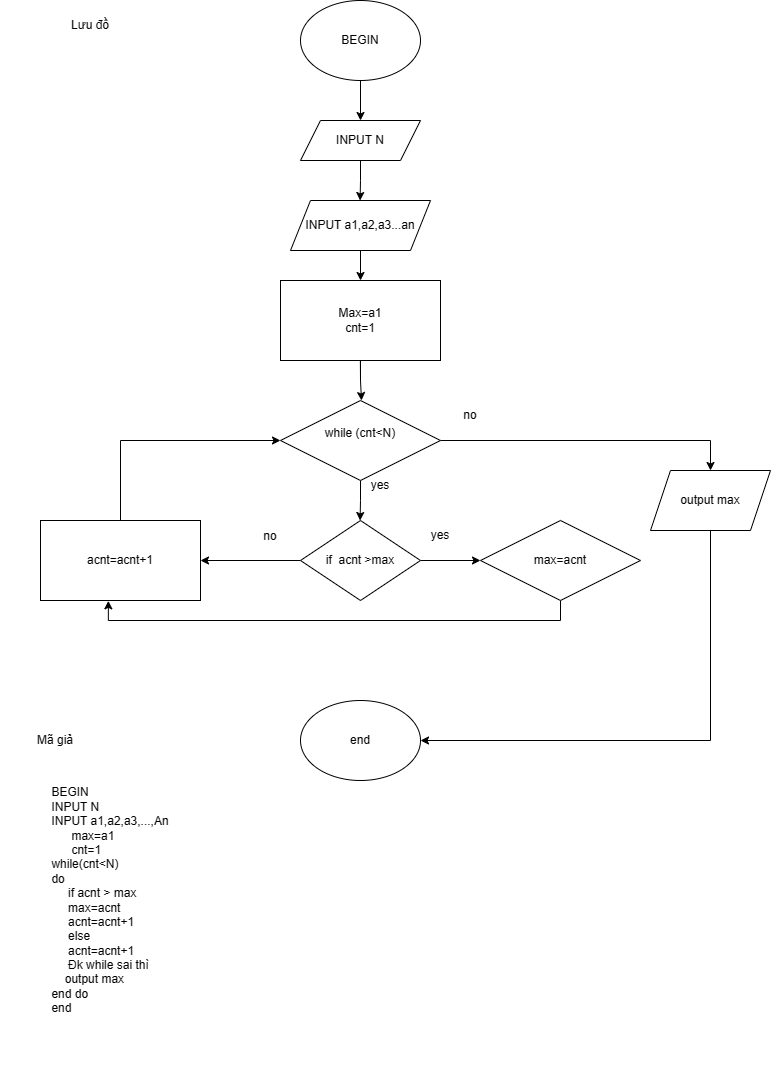 Lưu đồ
BEGIN
INPUT N
INPUT a1,a2,a3...an
Max=a1
cnt=1
while (cnt<N)
no
yes
output max
no
if acnt >max
yes
max=acnt
acnt=acnt+1
end
Mã giả
BEGIN
INPUT N
INPUT a1,a2,a3,...,An
max=a1
cnt=1
while(cnt<N)
do
if acnt > max
max=acnt
acnt=acnt+1
else
acnt=acnt+1
Đk while sai thì
output max
end do
end